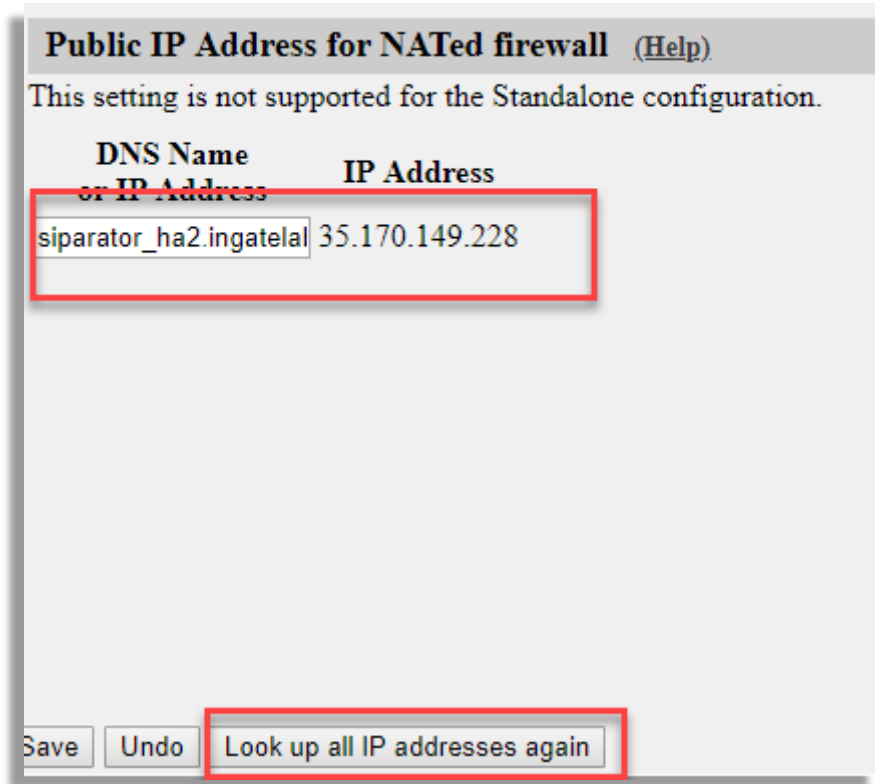 Public IP Address for NATed firewall (Help)
This setting is not supported for the Standalone configuration.
DNS Name
or IP Address IP Address
siparator_ha2.ingatelal 35.170.149.228
Save Undo Look up all IP addresses again